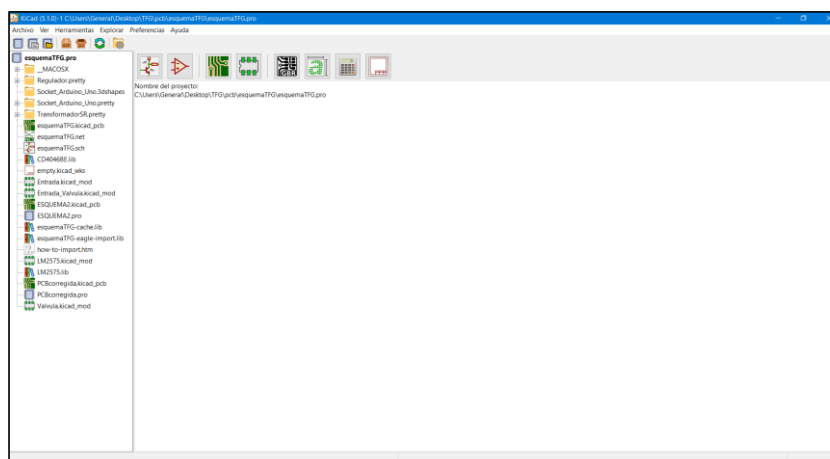 KiCad (5.1.0)-1 C:\Users\General\Desktop\TFG\pcb\esquemaTFG\esquemaTFG.pro
Archivo Ver Herramientas Explorar Preferencias Ayuda
esquemaTFG.pro
_MACOSX
Regulador.pretty
Socket_Arduino_Uno.3dshapes
Socket_Arduino_Uno.pretty
TransformadorSR.pretty
esquemaTFG.kicad_pcb
esquemaTFG.net
esquemaTFG.sch
CD4046BE.lib
empty.kicad_wks
Entrada.kicad_mod
Entrada_Valvula.kicad_mod
ESQUEMA2.kicad_pcb
ESQUEMA2.pro
esquemaTFG-cache.lib
esquemaTFG-eagle-import.lib
how-to-import.htm
LM2575.kicad_mod
LM2575.lib
PCBcorregida.kicad_pcb
PCBcorregida.pro
Valvula.kicad_mod
Nombre del proyecto:
C:\Users\General\Desktop\TFG\pcb\esquemaTFG\esquemaTFG.pro